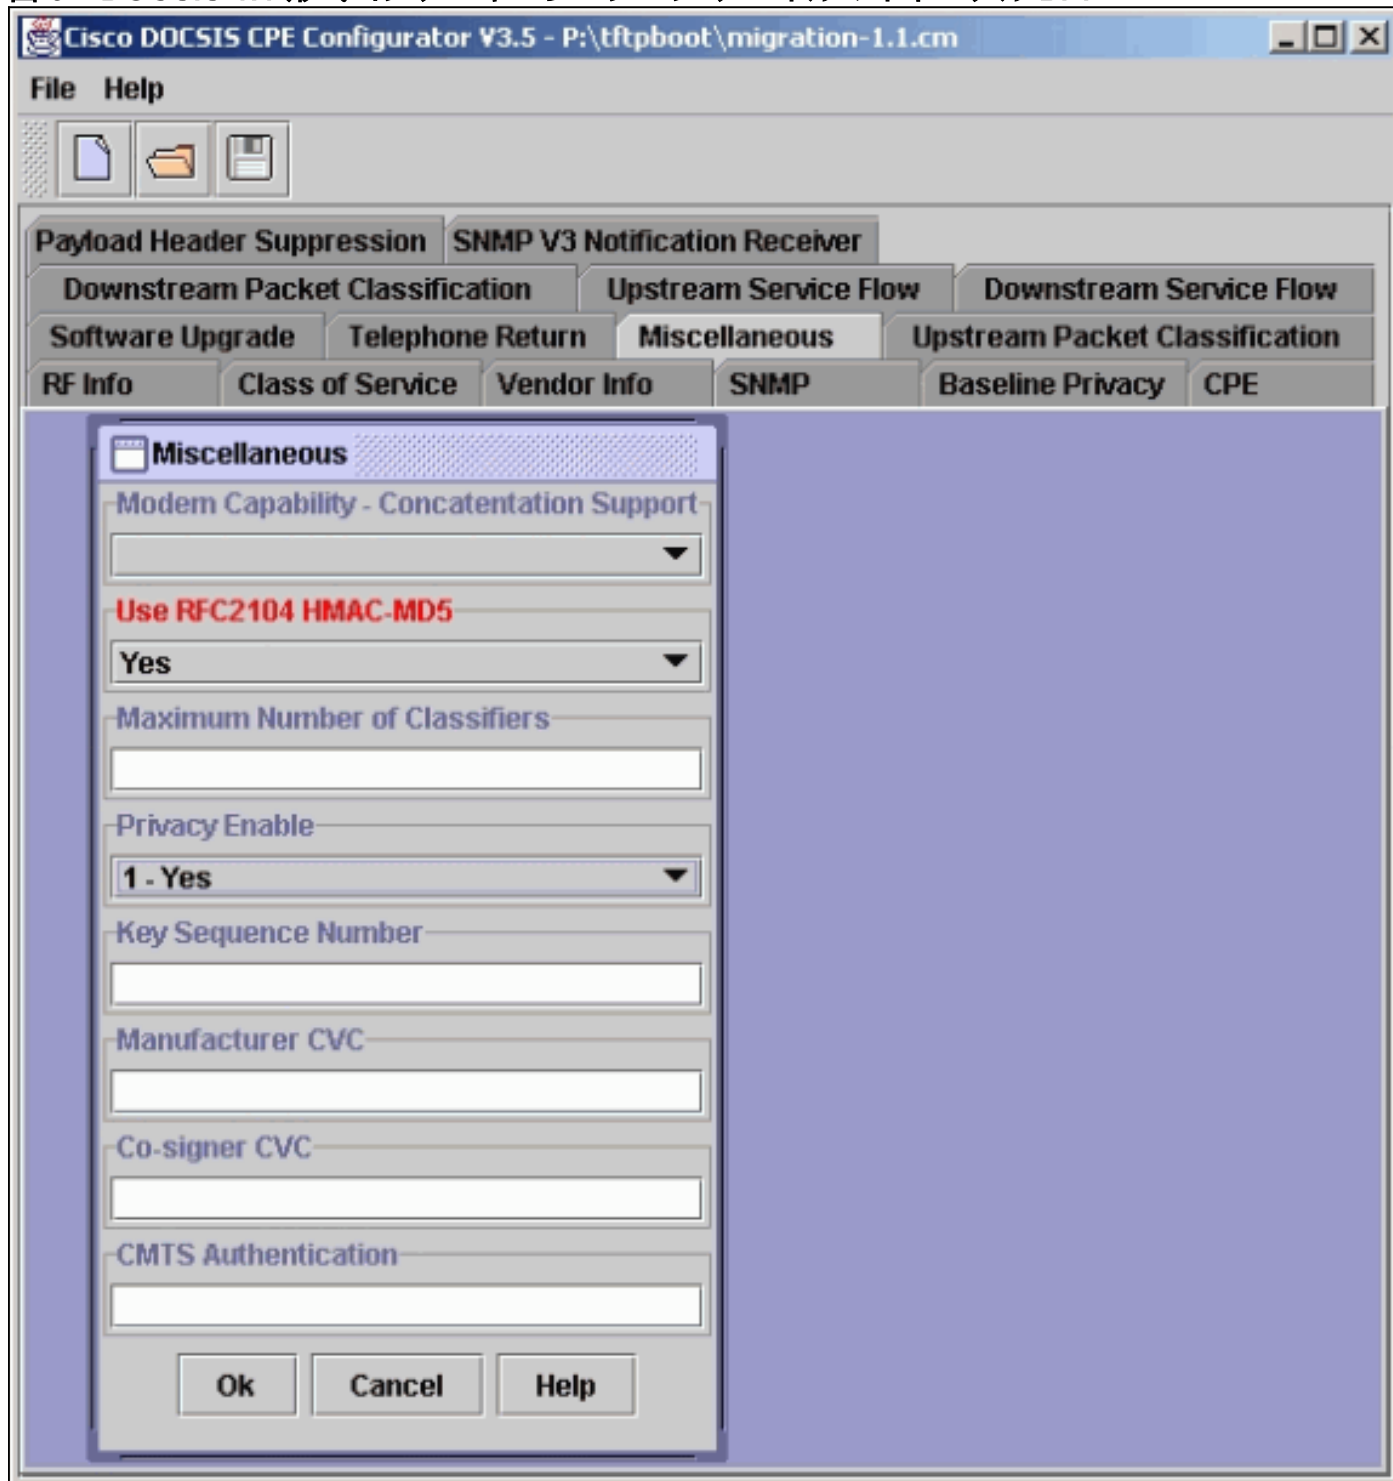 Cisco DOCSIS CPE Configurator V3.5 - P:\tftpboot\migration-1.1.cm
File Help
Payload Header Suppression SNMP V3 Notification Receiver
Downstream Packet Classification Upstream Service Flow Downstream Service Flow
Software Upgrade Telephone Return Miscellaneous Upstream Packet Classification
RF Info Class of Service Vendor Info SNMP Baseline Privacy CPE
Miscellaneous
Modem Capability - Concatentation Support
Use RFC2104 HMAC-MD5
Yes
Maximum Number of Classifiers
Privacy Enable
1 - Yes
Key Sequence Number
Manufacturer CVC
Co-signer CVC
CMTS Authentication
Ok Cancel Help